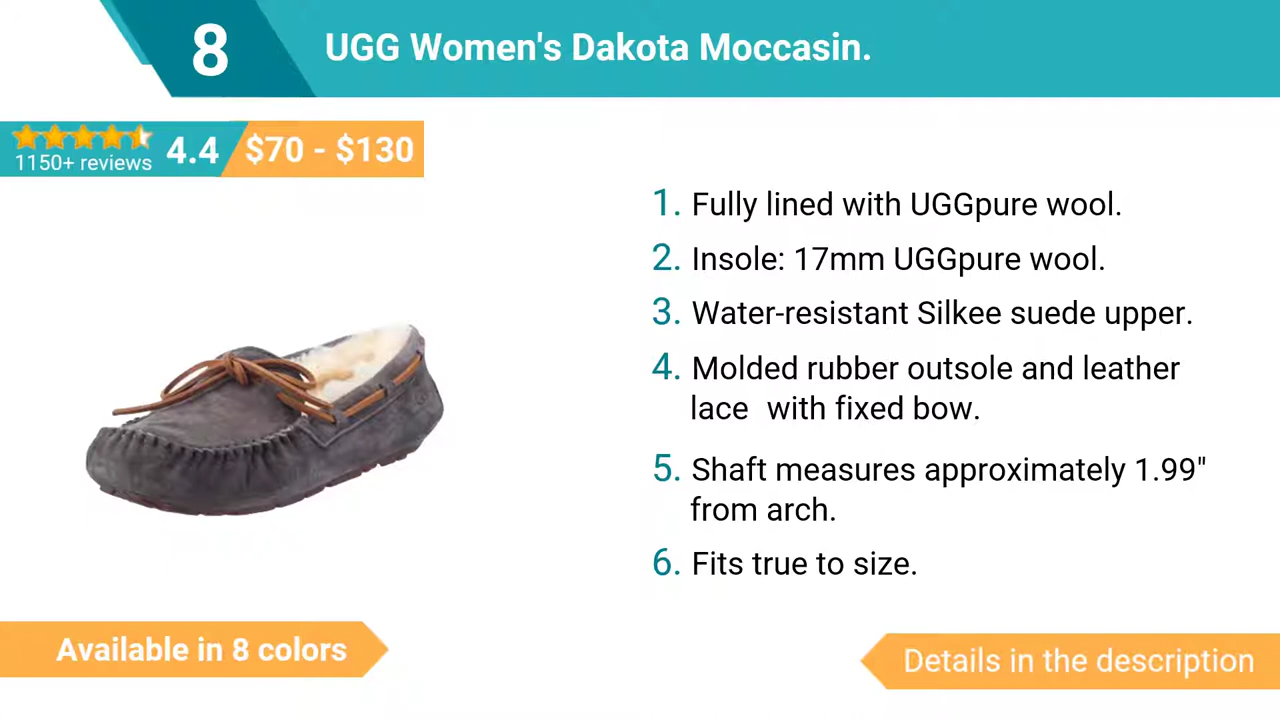 8
UGG Women's Dakota Moccasin.
1150+ reviews
4.4
$70 - $130
1. Fully lined with UGGpure wool.
2. Insole: 17mm UGGpure wool.
3. Water-resistant Silkee suede upper.
4. Molded rubber outsole and leather
lace with fixed bow.
5. Shaft measures approximately 1.99"
from arch.
6. Fits true to size.
Available in 8 colors
Details in the description